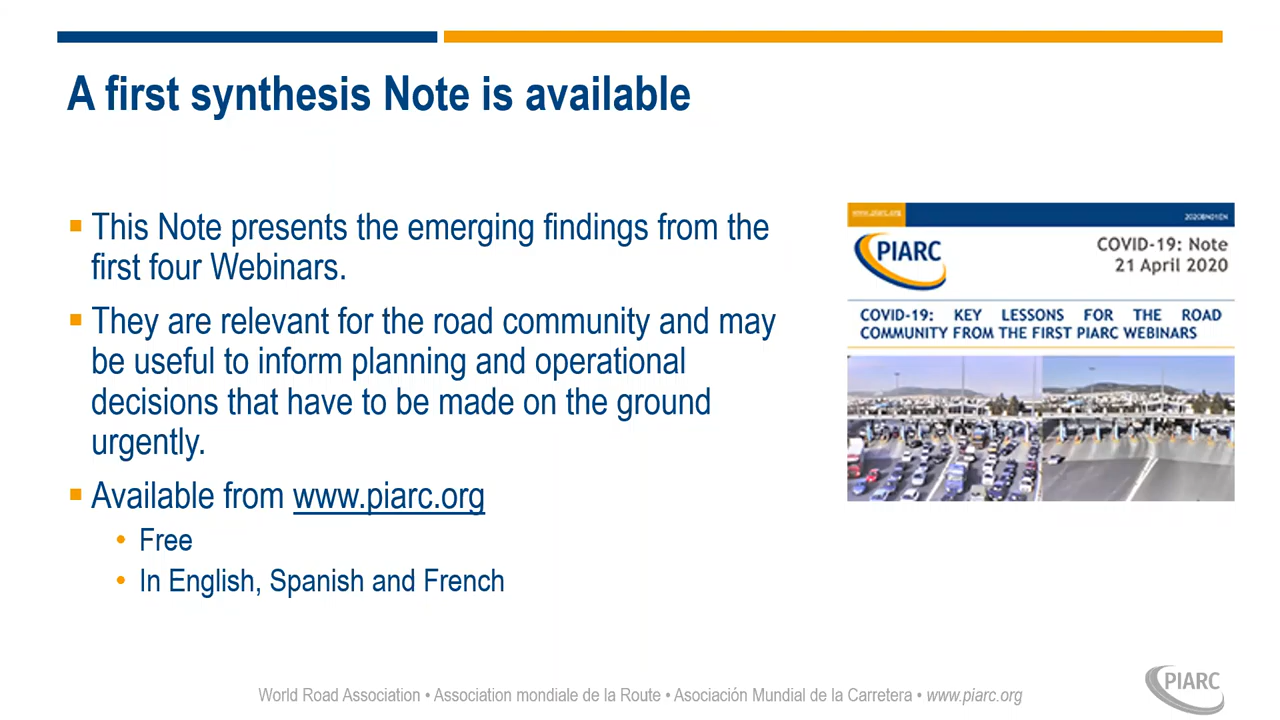 A first synthesis Note is available
This Note presents the emerging findings from the
first four Webinars.
They are relevant for the road community and may
be useful to inform planning and operational
decisions that have to be made on the ground
urgently.
Available from www.piarc.org
Free
In English, Spanish and French
www.piarc.org
2020BN01EN
PIARC
COVID-19: Note
21 April 2020
COVID-19: KEY LESSONS FOR THE ROAD
COMMUNITY FROM THE FIRST PIARC WEBINARS
World Road Association • Association mondiale de la Route • Asociación Mundial de la Carretera • www.piarc.org
PIARC